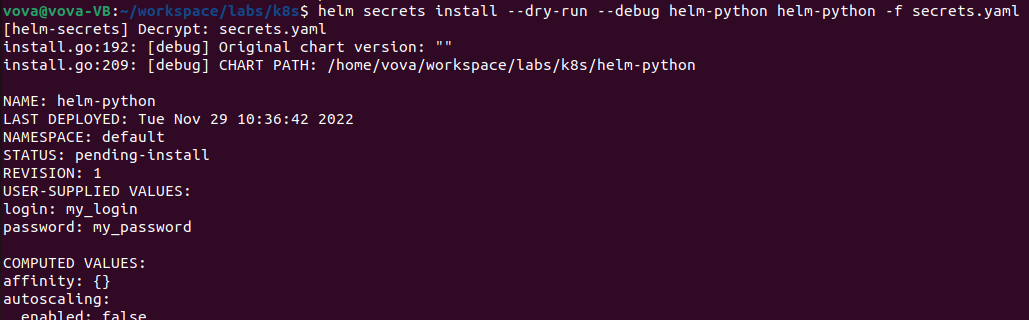 vova@vova-VB:~/workspace/labs/k8s$ helm secrets install --dry-run --debug helm-python helm-python -f secrets.yaml
[helm-secrets] Decrypt: secrets.yaml
install.go:192: [debug] Original chart version: ""
install.go:209: [debug] CHART PATH: /home/vova/workspace/labs/k8s/helm-python
NAME: helm-python
LAST DEPLOYED: Tue Nov 29 10:36:42 2022
NAMESPACE: default
STATUS: pending-install
REVISION: 1
USER-SUPPLIED VALUES:
login: my_login
password: my_password
COMPUTED VALUES:
affinity: {}
autoscaling:
  enabled: false